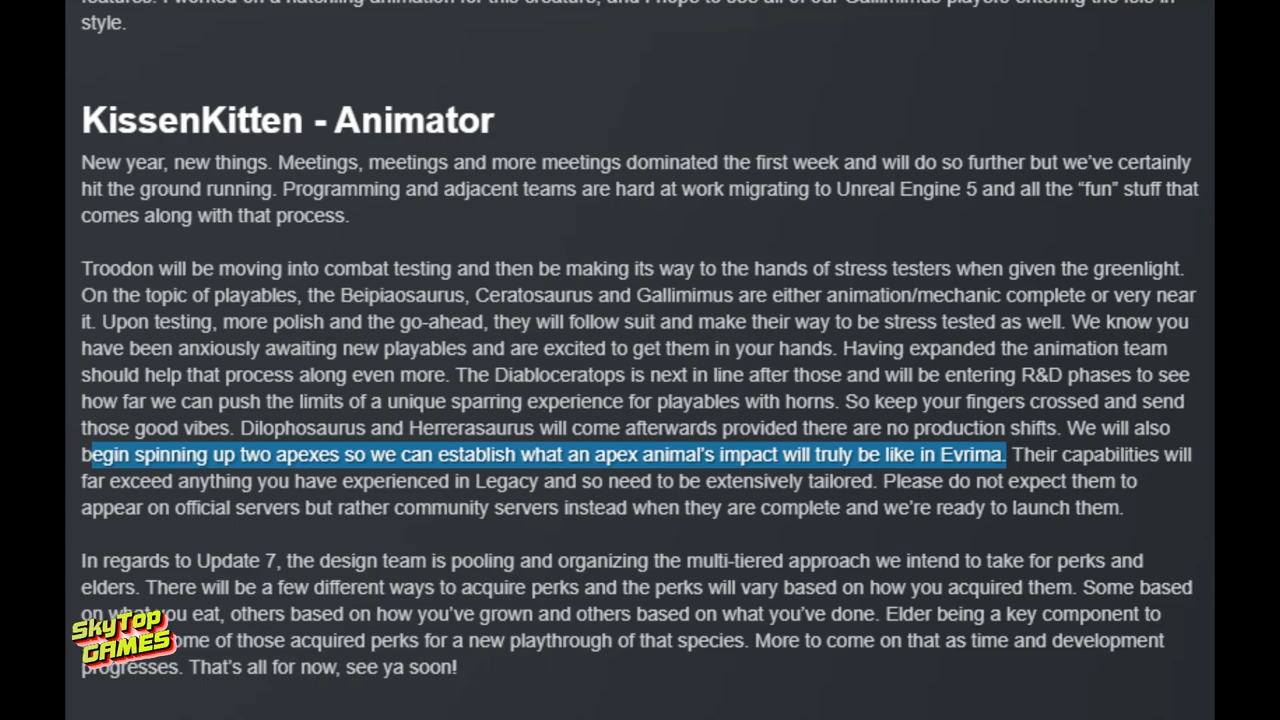 style.
KissenKitten - Animator
New year, new things. Meetings, meetings and more meetings dominated the first week and will do so further but we've certainly
hit the ground running. Programming and adjacent teams are hard at work migrating to Unreal Engine 5 and all the “fun” stuff that
comes along with that process.
Troodon will be moving into combat testing and then be making its way to the hands of stress testers when given the greenlight.
On the topic of playables, the Beipiaosaurus, Ceratosaurus and Gallimimus are either animation/mechanic complete or very near
it. Upon testing, more polish and the go-ahead, they will follow suit and make their way to be stress tested as well. We know you
have been anxiously awaiting new playables and are excited to get them in your hands. Having expanded the animation team
should help that process along even more. The Diabloceratops is next in line after those and will be entering R&D phases to see
how far we can push the limits of a unique sparring experience for playables with horns. So keep your fingers crossed and send
those good vibes. Dilophosaurus and Herrerasaurus will come afterwards provided there are no production shifts. We will also
begin spinning up two apexes so we can establish what an apex animal's impact will truly be like in Evrima. Their capabilities will
far exceed anything you have experienced in Legacy and so need to be extensively tailored. Please do not expect them to
appear on official servers but rather community servers instead when they are complete and we're ready to launch them.
In regards to Update 7, the design team is pooling and organizing the multi-tiered approach we intend to take for perks and
elders. There will be a few different ways to acquire perks and the perks will vary based on how you acquired them. Some based
on what you eat, others based on how you've grown and others based on what you've done. Elder being a key component to
some of those acquired perks for a new playthrough of that species. More to come on that as time and development
progresses. That's all for now, see ya soon!
SkyTop
GAMES